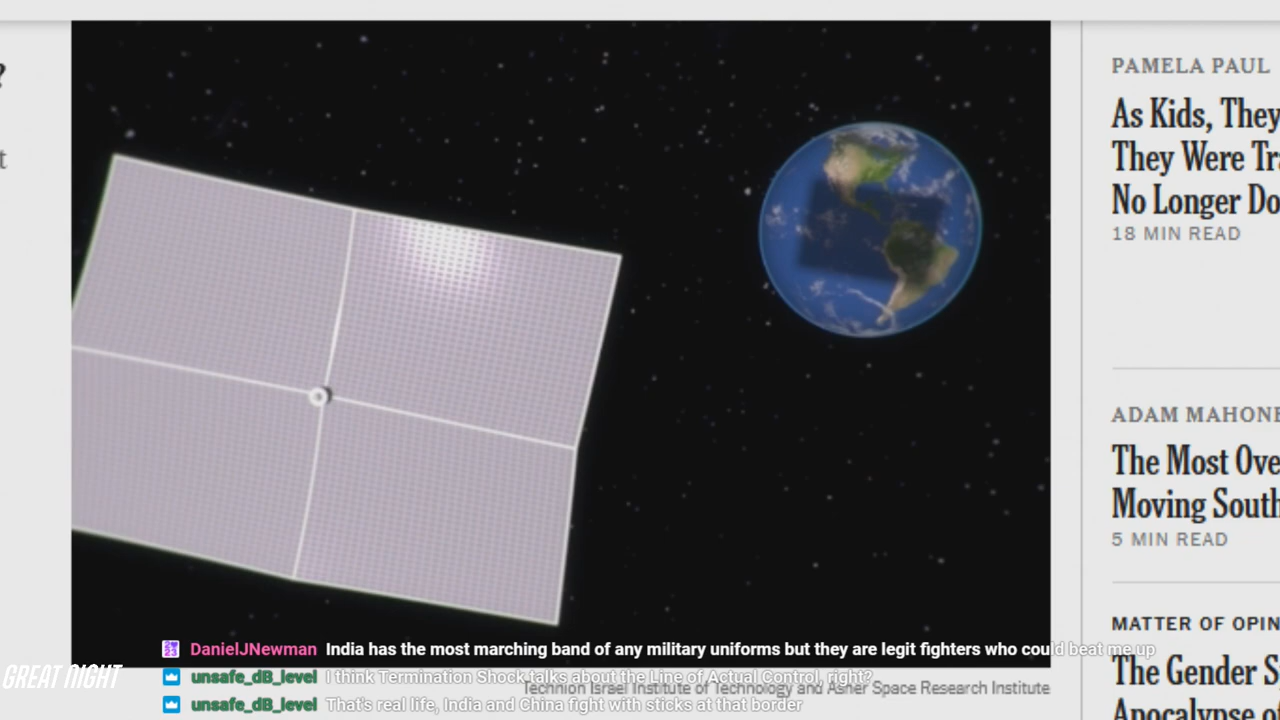 ?
t
PAMELA PAUL
As Kids, They
They Were Tra
No Longer Do
18 MIN READ
ADAM MAHONE
The Most Ove
Moving South
5 MIN READ
MATTER OF OPIN
The Gender S
Apocalypse of
DanielJNewman India has the most marching band of any military uniforms but they are legit fighters who could beat me up
unsafe_dB_level I think Termination Shock talks about the Line of Actual Control, right?
Technion Israel Institute of Technology and Asher Space Research Institute
unsafe_dB_level That's real life, India and China fight with sticks at that border
GREAT NIGHT